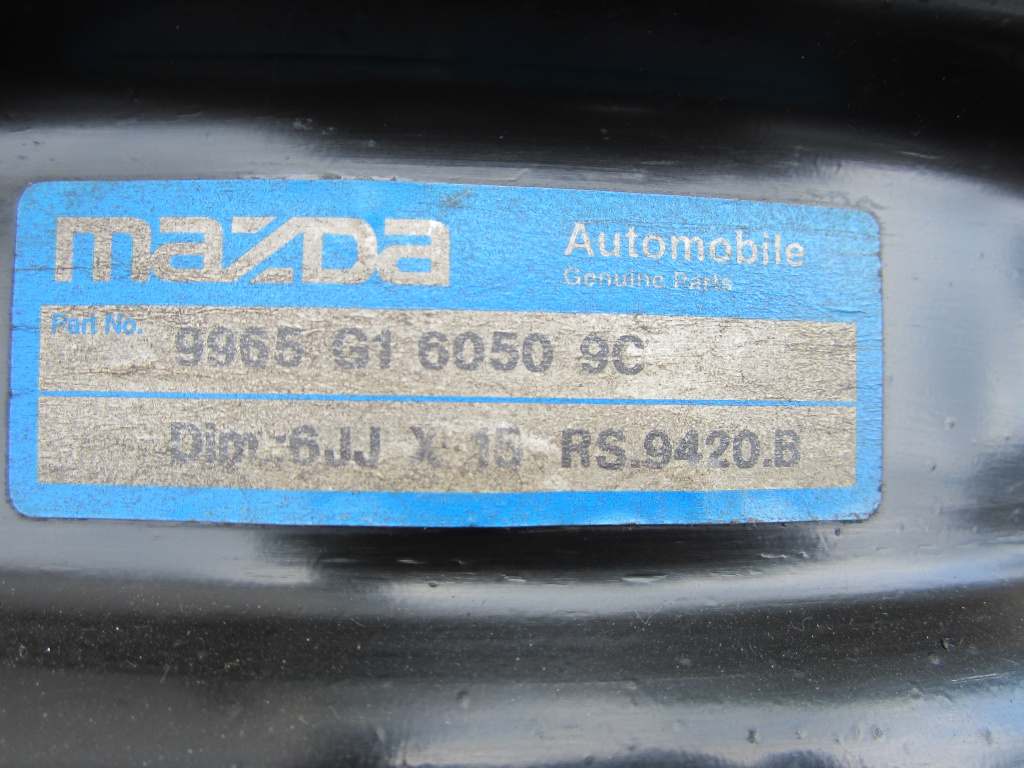 mazda Automobile
Genuine Parts
Part No. 9965 G1 6050 9C
Dim.:6JJ X 15 RS.9420.B